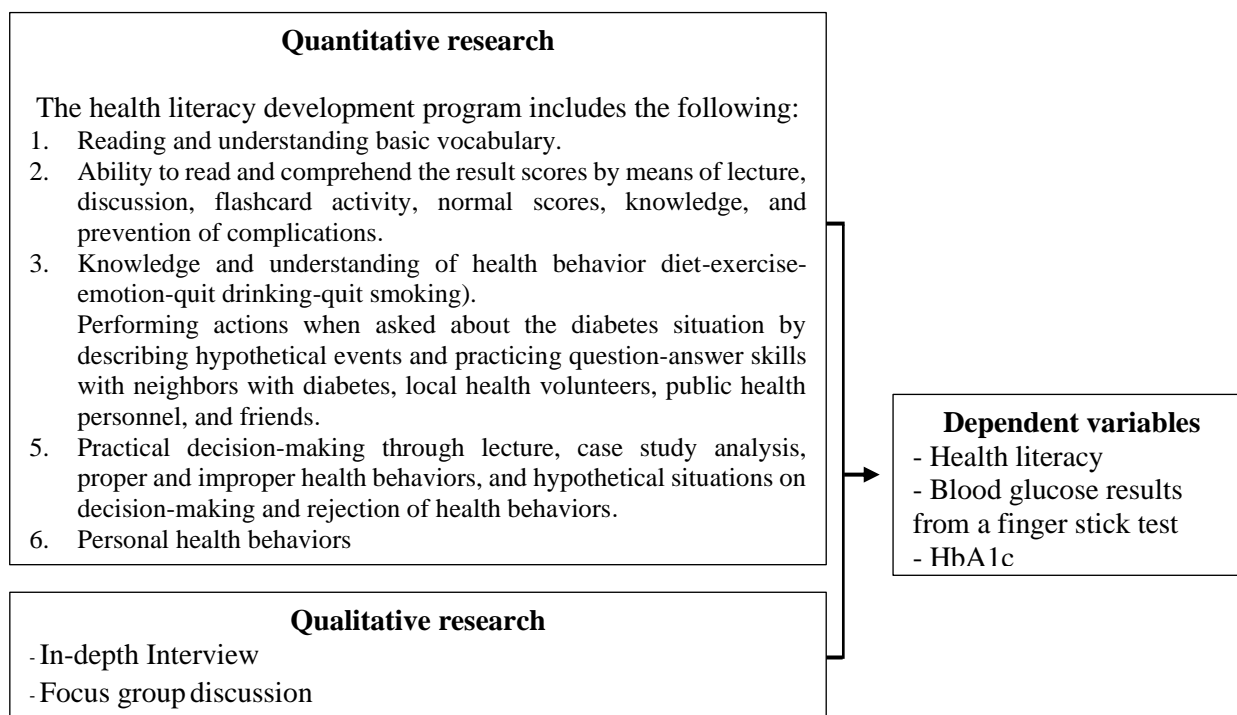 Quantitative research
The health literacy development program includes the following:
1. Reading and understanding basic vocabulary.
2. Ability to read and comprehend the result scores by means of lecture,
discussion, flashcard activity, normal scores, knowledge, and
prevention of complications.
3. Knowledge and understanding of health behavior diet-exercise-
emotion-quit drinking-quit smoking).
Performing actions when asked about the diabetes situation by
describing hypothetical events and practicing question-answer skills
with neighbors with diabetes, local health volunteers, public health
personnel, and friends.
5. Practical decision-making through lecture, case study analysis,
proper and improper health behaviors, and hypothetical situations on
decision-making and rejection of health behaviors.
6. Personal health behaviors
Qualitative research
- In-depth Interview
- Focus group discussion
Dependent variables
- Health literacy
- Blood glucose results
from a finger stick test
- HbA1c